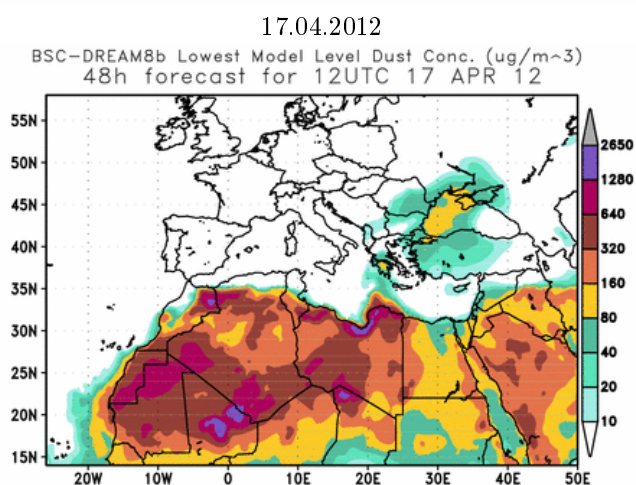 17.04.2012
BSC-DREAM8b Lowest Model Level Dust Conc. (ug/m^3)
48h forecast for 12UTC 17 APR 12
55N
50N
45N
40N
35N
30N
25N
20N
15N
20W
10W
0
10E
20E
30E
40E
50E
2650
1280
640
320
160
80
40
20
10